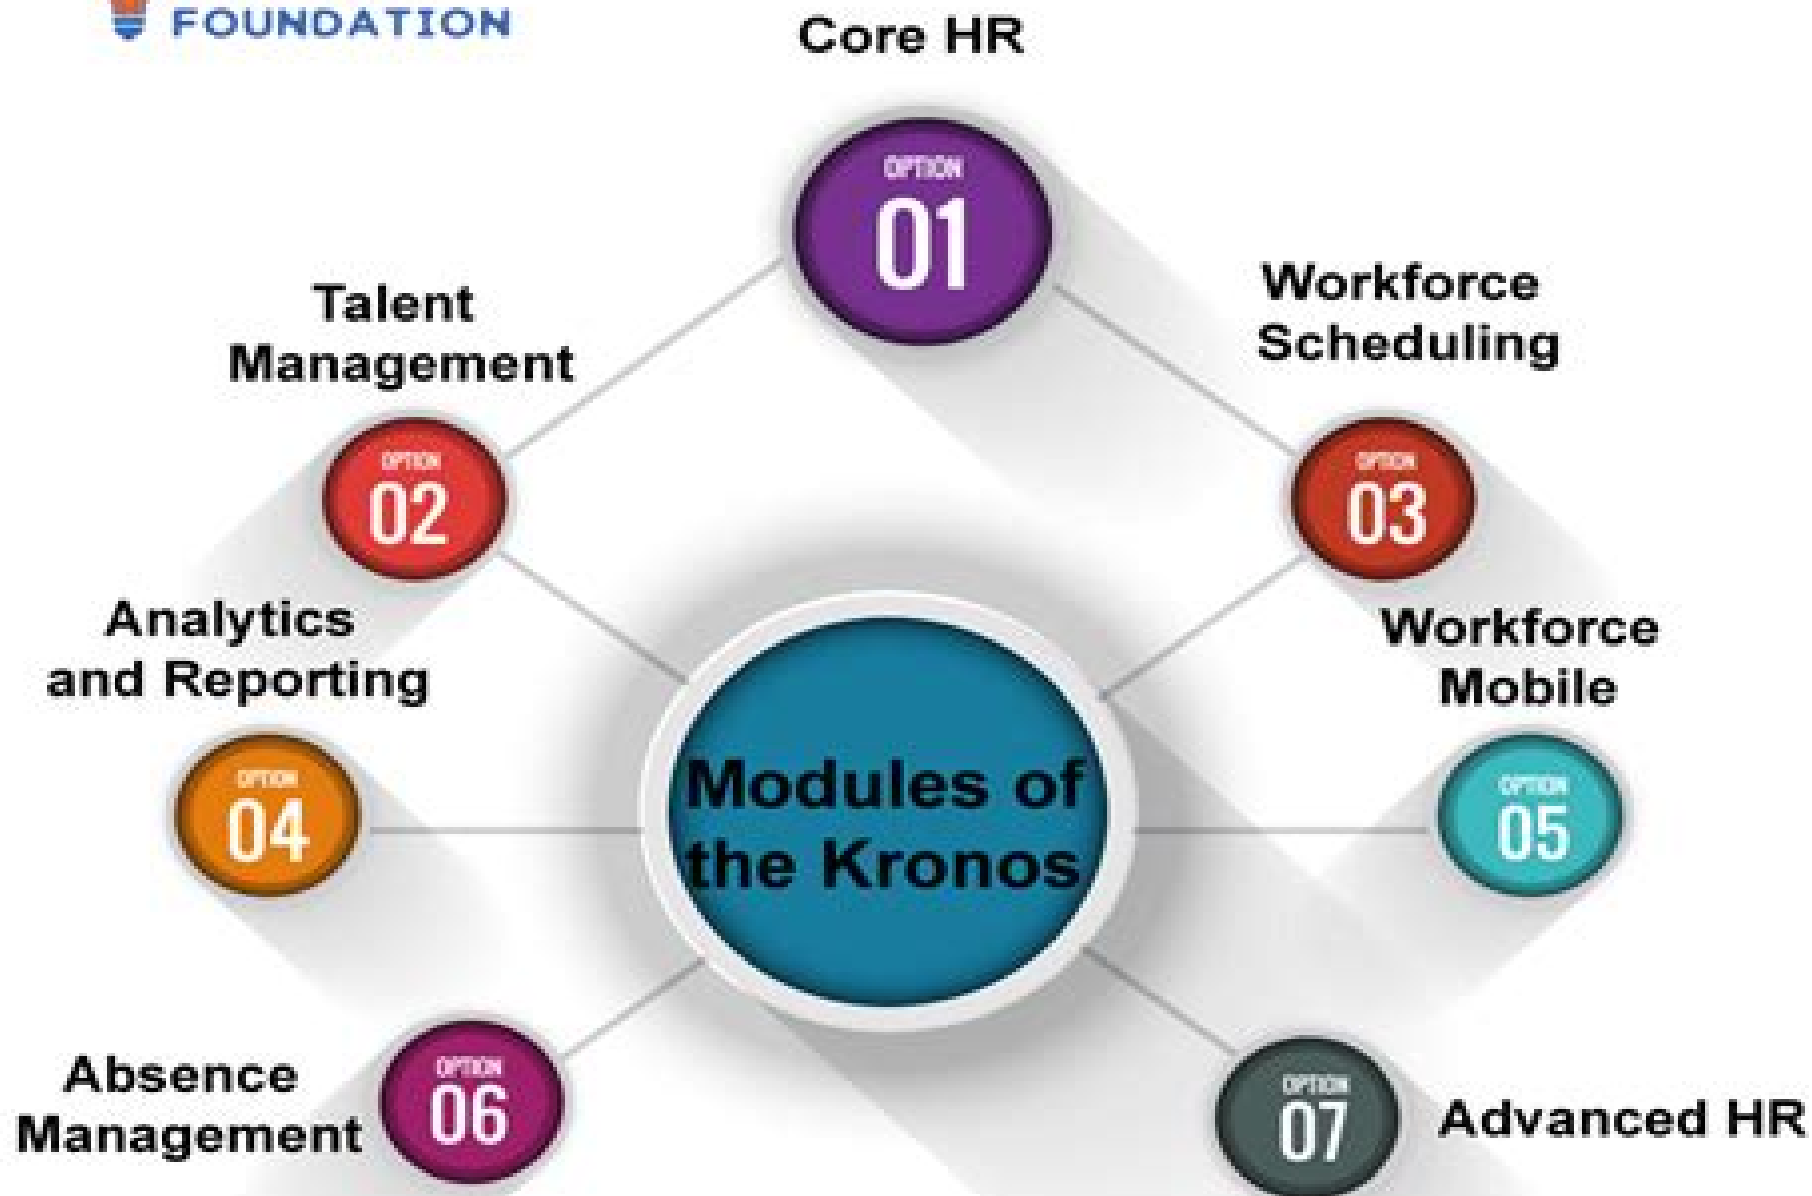 FOUNDATION
Core HR
OPTION
01
Talent
Management
OPTION
02
Workforce
Scheduling
OPTION
03
Analytics
and Reporting
OPTION
04
Workforce
Mobile
OPTION
05
Modules of
the Kronos
Absence
Management
OPTION
06
OPTION
07
Advanced HR